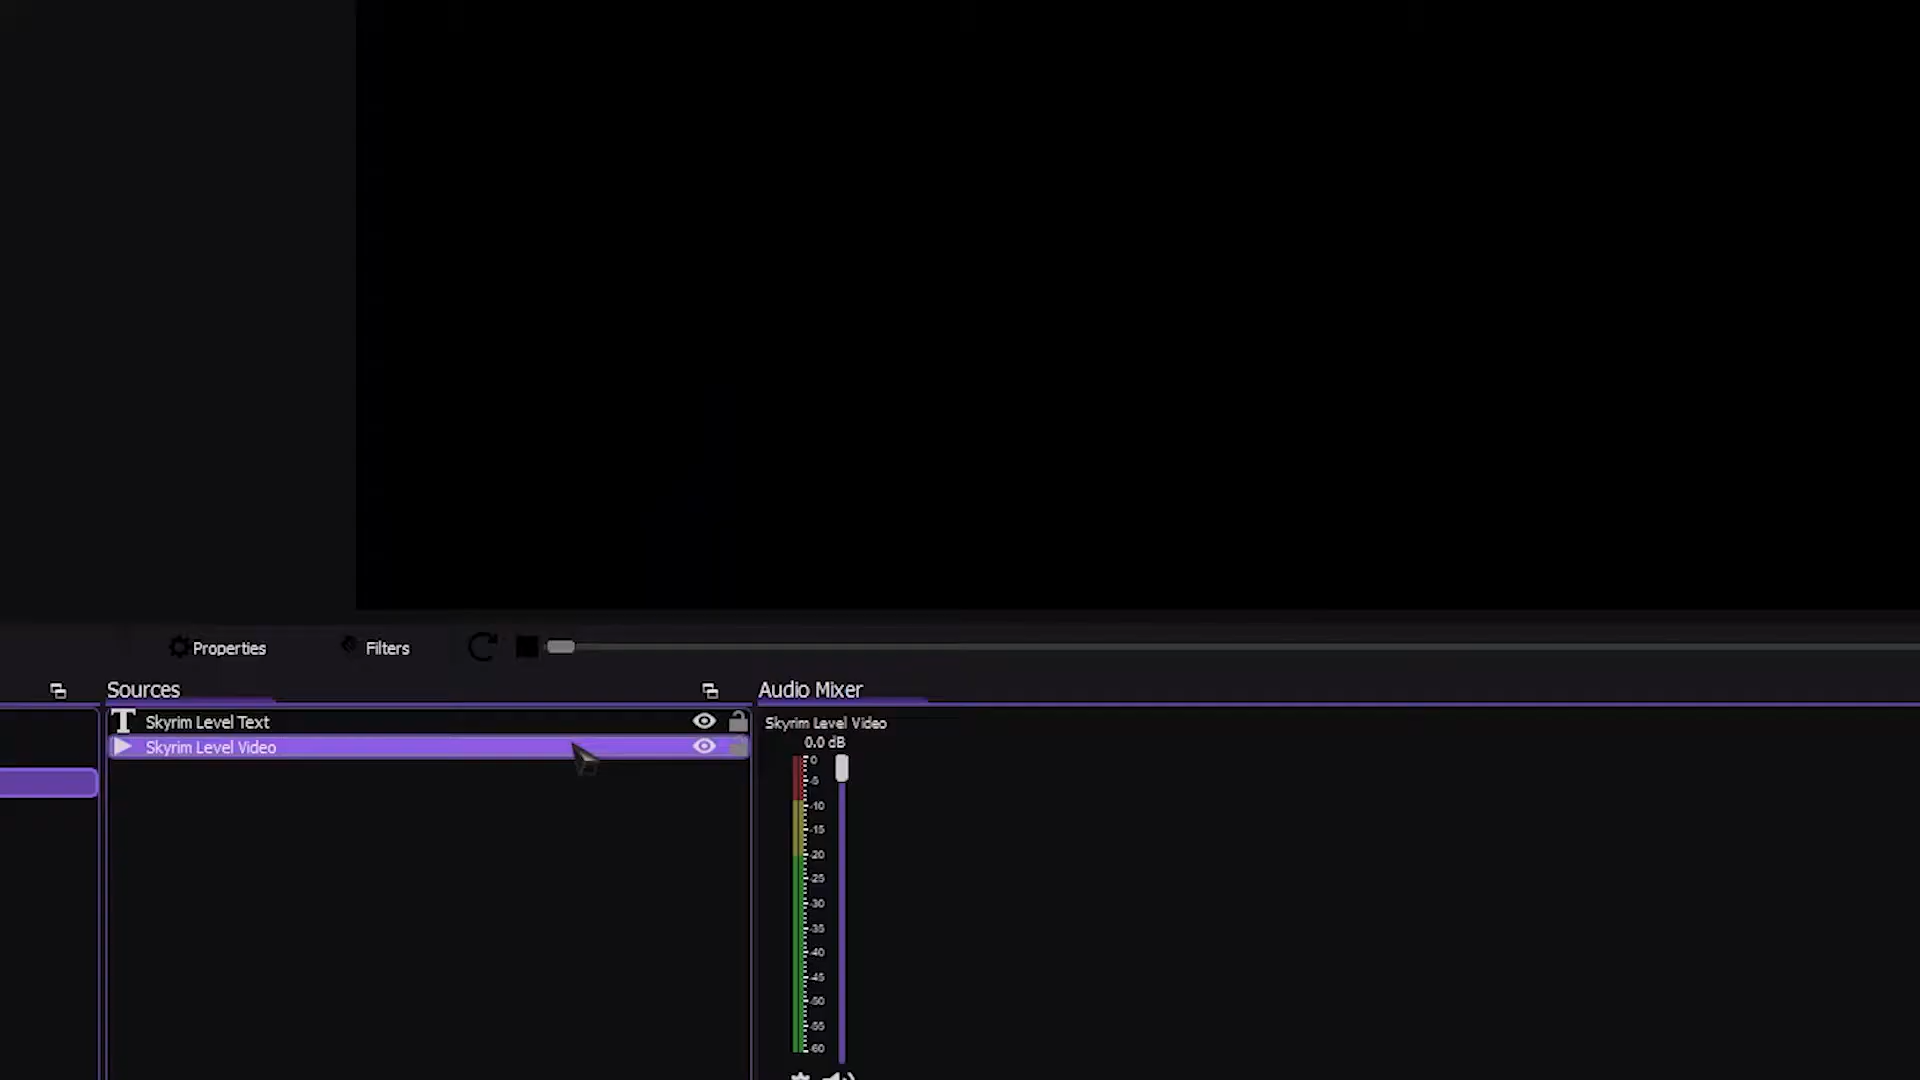 Properties
Filters
Sources
Audio Mixer
Skyrim Level Text
Skyrim Level Video
Skyrim Level Video
0.0 dB
0
-5
-10
-15
-20
-25
-30
-35
-40
-45
-50
-55
-60